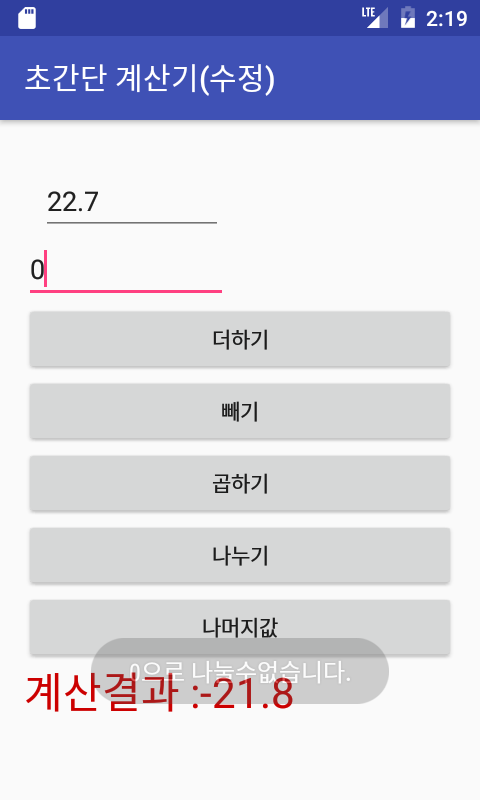 LTE 2:19
초간단 계산기(수정)
22.7
0
더하기
빼기
곱하기
나누기
나머지값
0으로 나눌수없습니다.
계산결과 :-21.8